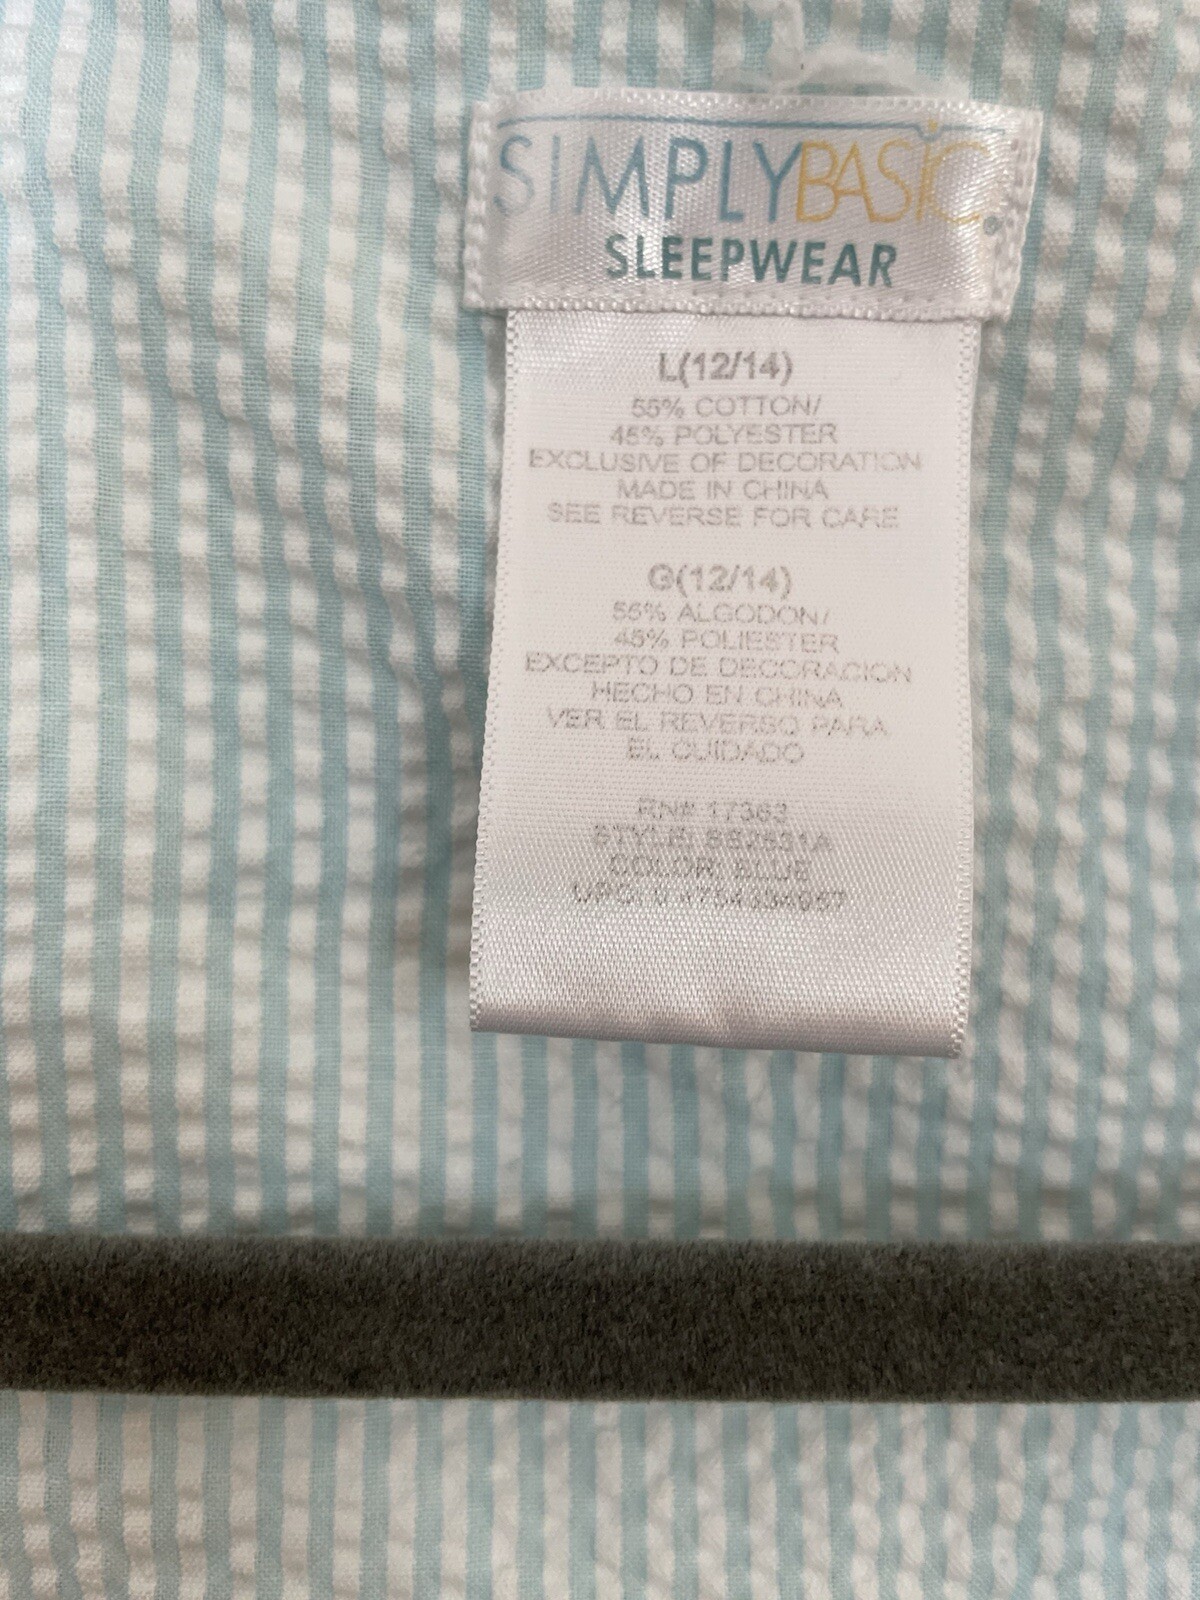 SIMPLYBASIC®
SLEEPWEAR
L(12/14)
55% COTTON/
45% POLYESTER
EXCLUSIVE OF DECORATION
MADE IN CHINA
SEE REVERSE FOR CARE
G(12/14)
55% ALGODON/
45% POLIESTER
EXCEPTO DE DECORACION
HECHO EN CHINA
VER EL REVERSO PARA
EL CUIDADO
RN# 17363
STYLE:
COLOR: BLUE
UPC: